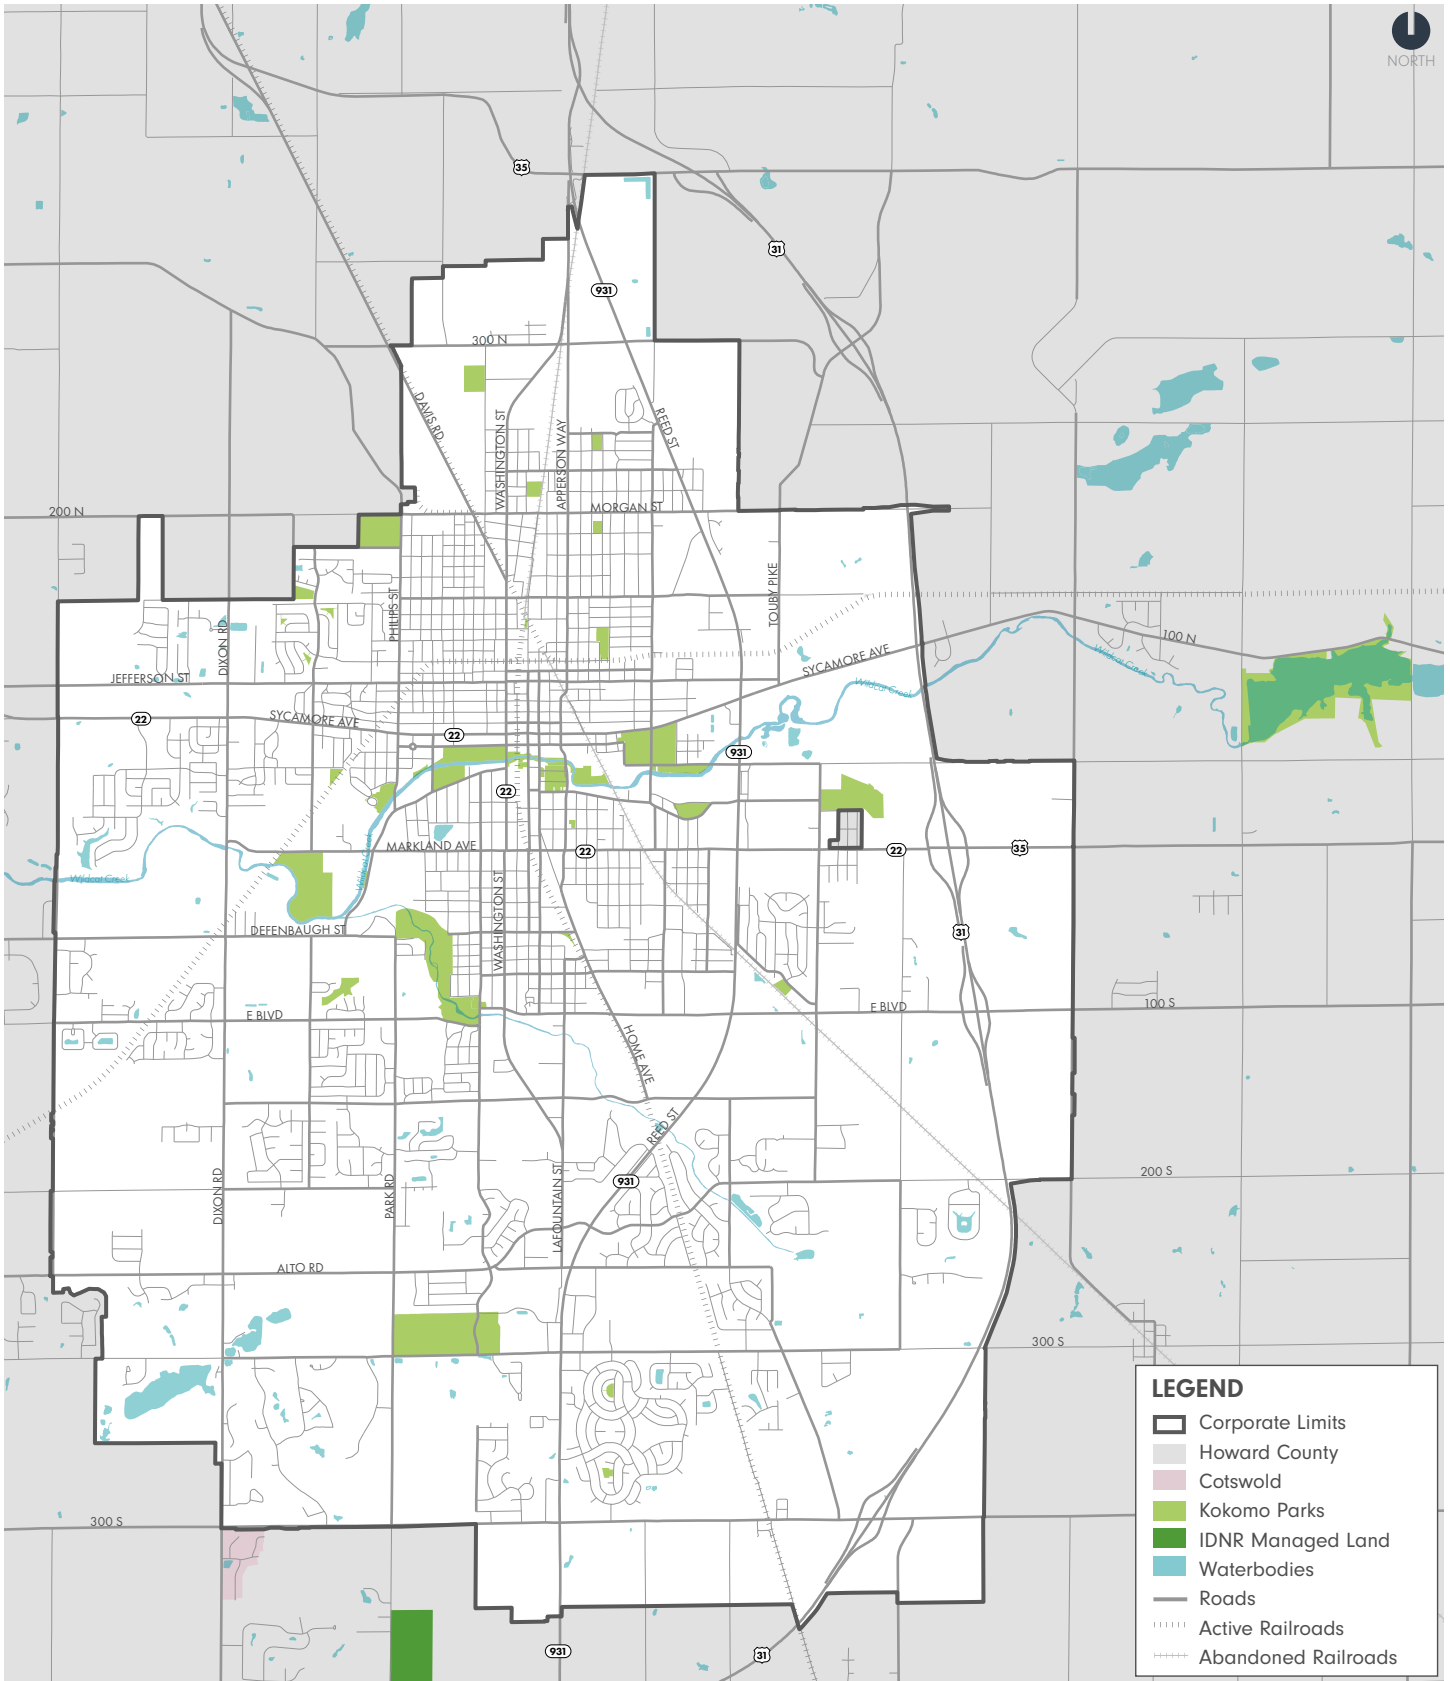 NORTH
35
31
931
300 N
DAVIS RD
WASHINGTON ST
APPERSON WAY
REED ST
200 N
MORGAN ST
TOUBY PIKE
PHILIPS ST
DIXON RD
100 N
SYCAMORE AVE
Wildcat Creek
JEFFERSON ST
Wildcat Creek
22
SYCAMORE AVE
22
931
22
MARKLAND AVE
22
22
35
Wildcat Creek
Wildcat Creek
WASHINGTON ST
DEFENBAUGH ST
31
E BLVD
E BLVD
100 S
HOME AVE
REED ST
200 S
931
DIXON RD
PARK RD
LAFOUNTAIN ST
ALTO RD
300 S
300 S
931
31
LEGEND
Corporate Limits
Howard County
Cotswold
Kokomo Parks
IDNR Managed Land
Waterbodies
Roads
Active Railroads
Abandoned Railroads